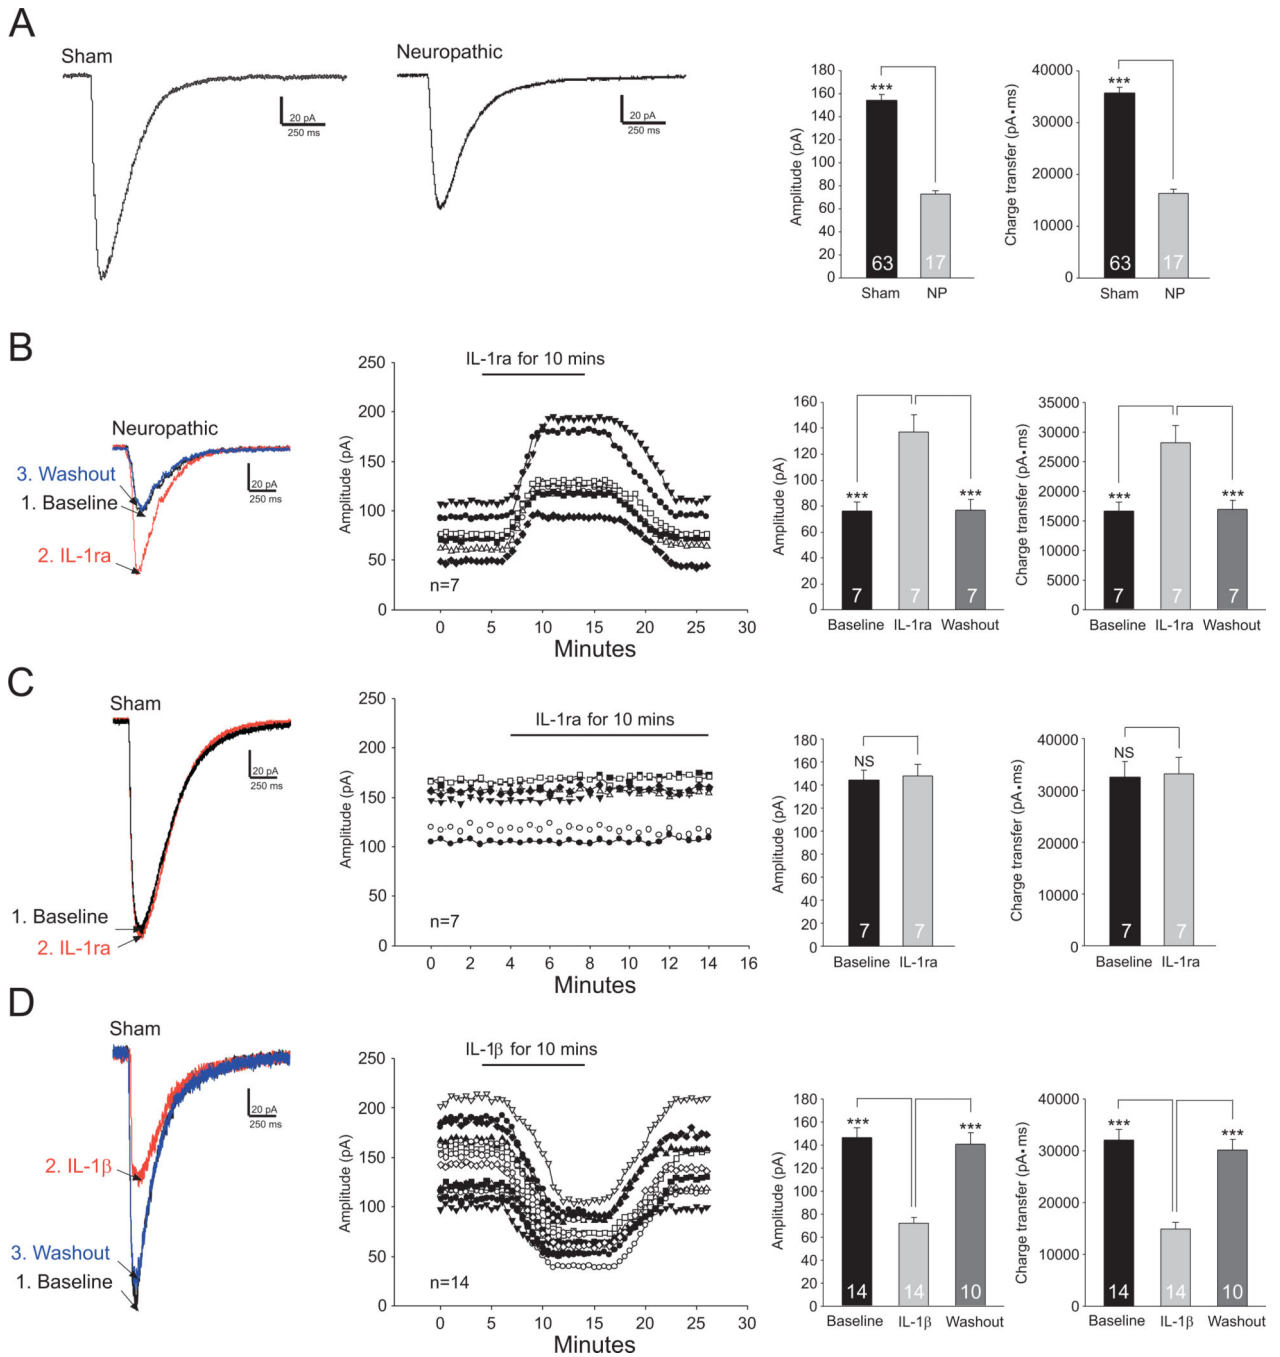 A
Sham
20 pA
250 ms
Neuropathic
20 pA
250 ms
Amplitude (pA)
180
160
140
120
100
80
60
40
20
0
***
63
17
Sham
NP
Charge transfer (pA•ms)
40000
30000
20000
10000
0
***
63
17
Sham
NP
B
Neuropathic
3. Washout
1. Baseline
2. IL-1ra
20 pA
250 ms
Amplitude (pA)
250
200
150
100
50
0
IL-1ra for 10 mins
n=7
0 5 10 15 20 25 30
Minutes
Amplitude (pA)
160
140
120
100
80
60
40
20
0
*** ***
7 7 7
Baseline IL-1ra Washout
Charge transfer (pA•ms)
35000
30000
25000
20000
15000
10000
5000
0
*** ***
7 7 7
Baseline IL-1ra Washout
C
Sham
1. Baseline
2. IL-1ra
20 pA
250 ms
Amplitude (pA)
250
200
150
100
50
0
IL-1ra for 10 mins
n=7
0 2 4 6 8 10 12 14 16
Minutes
Amplitude (pA)
180
160
140
120
100
80
60
40
20
0
NS
7 7
Baseline IL-1ra
Charge transfer (pA•ms)
40000
30000
20000
10000
0
NS
7 7
Baseline IL-1ra
D
Sham
2. IL-1β
3. Washout
1. Baseline
20 pA
250 ms
Amplitude (pA)
250
200
150
100
50
0
IL-1β for 10 mins
n=14
0 5 10 15 20 25 30
Minutes
Amplitude (pA)
180
160
140
120
100
80
60
40
20
0
*** ***
14 14 10
Baseline IL-1β Washout
Charge transfer (pA•ms)
40000
30000
20000
10000
0
*** ***
14 14 10
Baseline IL-1β Washout